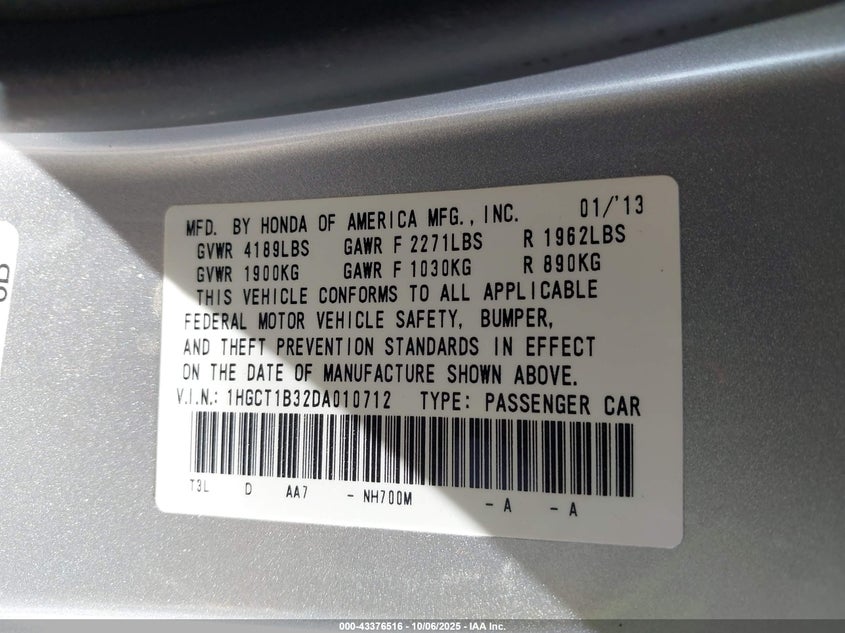 MFD. BY HONDA OF AMERICA MFG., INC. 01/'13
GVWR 4189LBS GAWR F 2271LBS R 1962LBS
GVWR 1900KG GAWR F 1030KG R 890KG
THIS VEHICLE CONFORMS TO ALL APPLICABLE
FEDERAL MOTOR VEHICLE SAFETY, BUMPER,
AND THEFT PREVENTION STANDARDS IN EFFECT
ON THE DATE OF MANUFACTURE SHOWN ABOVE.
V.I.N.: 1HGCT1B32DA010712 TYPE: PASSENGER CAR
T3L D AA7 - NH700M - A - A
000-43376516 - 10/06/2025 - IAA Inc.